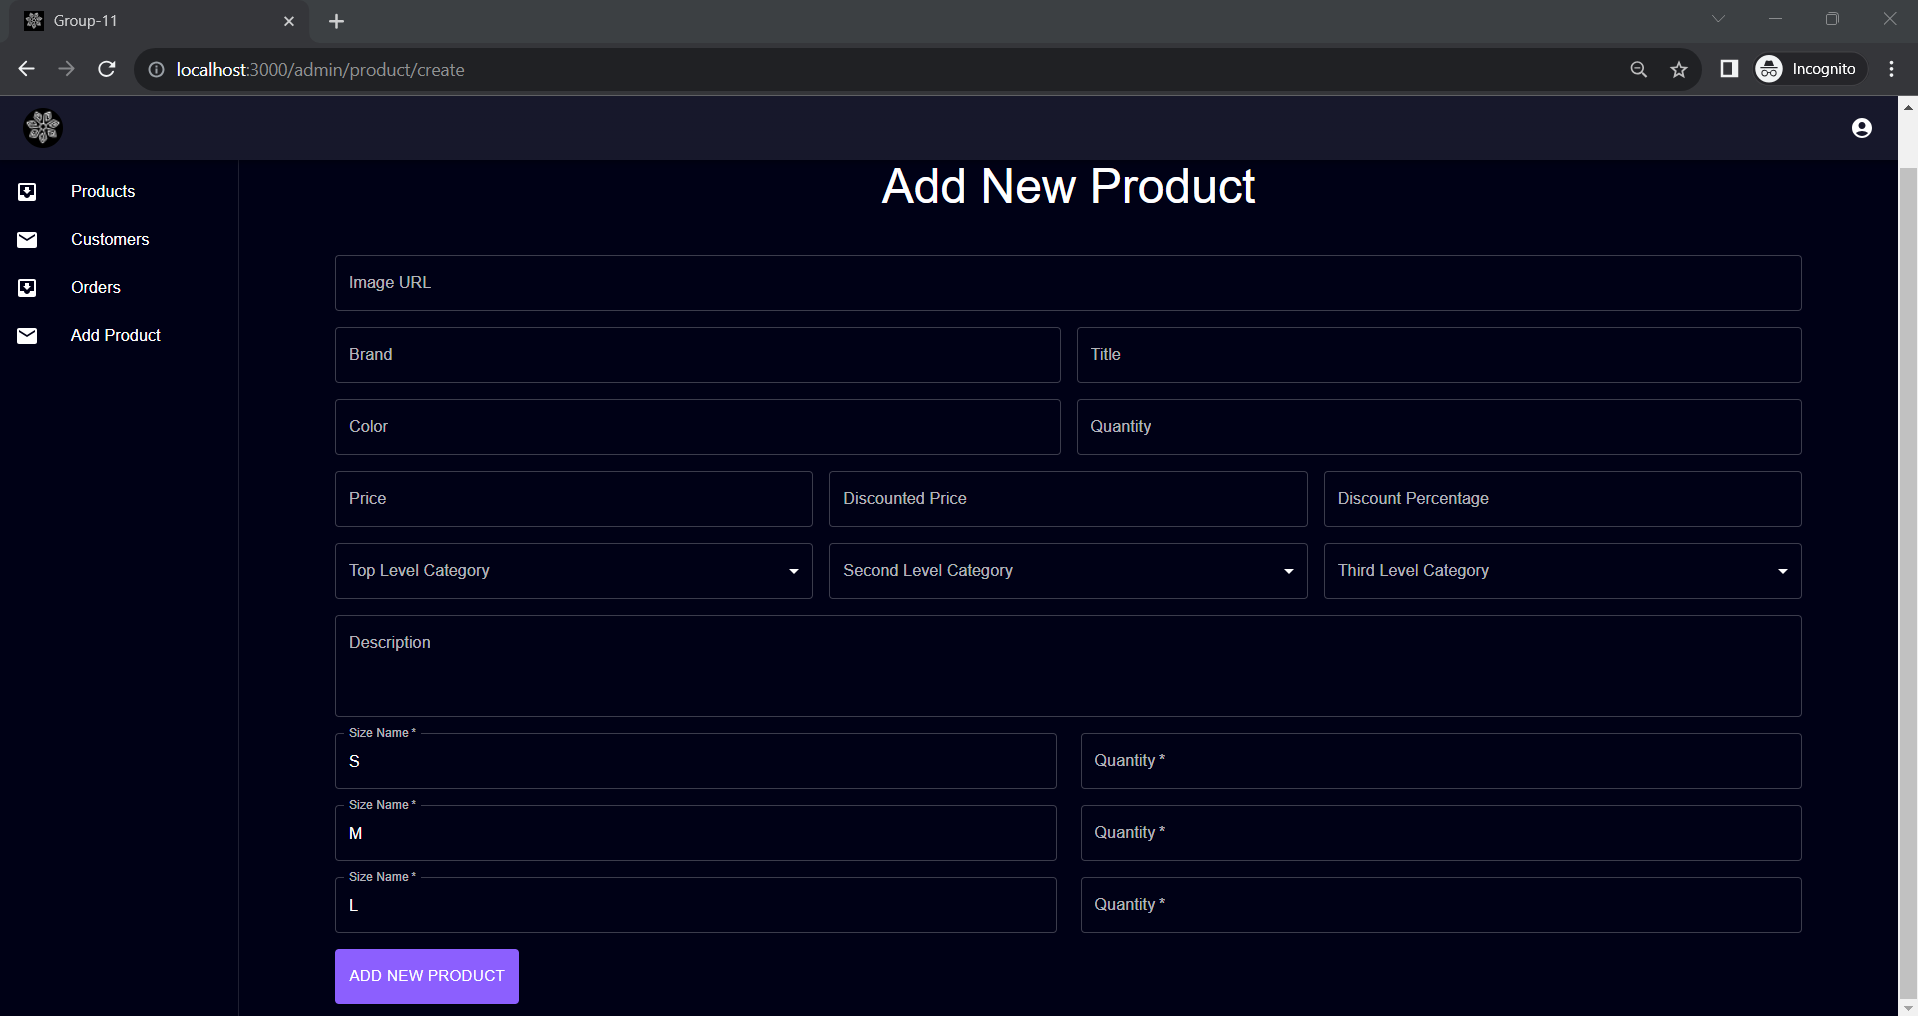 Group-11
localhost:3000/admin/product/create
Incognito
Products
Customers
Orders
Add Product
Add New Product
Image URL
Brand Title
Color Quantity
Price Discounted Price Discount Percentage
Top Level Category Second Level Category Third Level Category
Description
Size Name *
S Quantity *
Size Name *
M Quantity *
Size Name *
L Quantity *
ADD NEW PRODUCT